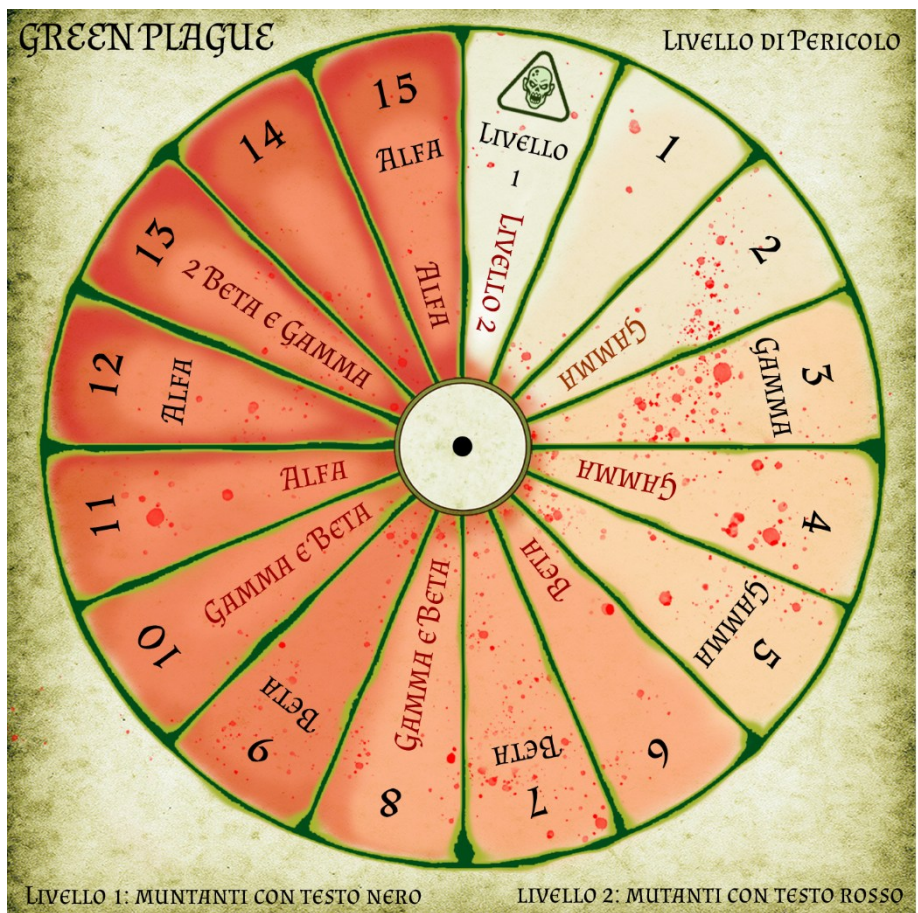 GREEN PLAGUE
LIVELLO DI PERICOLO
LIVELLO
1
LIVELLO 2
1
2
GAMMA
3
GAMMA
4
GAMMA
5
GAMMA
6
BETA
7
BETA
8
GAMMA E BETA
9
BETA
10
GAMMA E BETA
11
ALFA
12
ALFA
13
2 BETA E GAMMA
14
15
ALFA
ALFA
LIVELLO 1: MUNTANTI CON TESTO NERO
LIVELLO 2: MUTANTI CON TESTO ROSSO